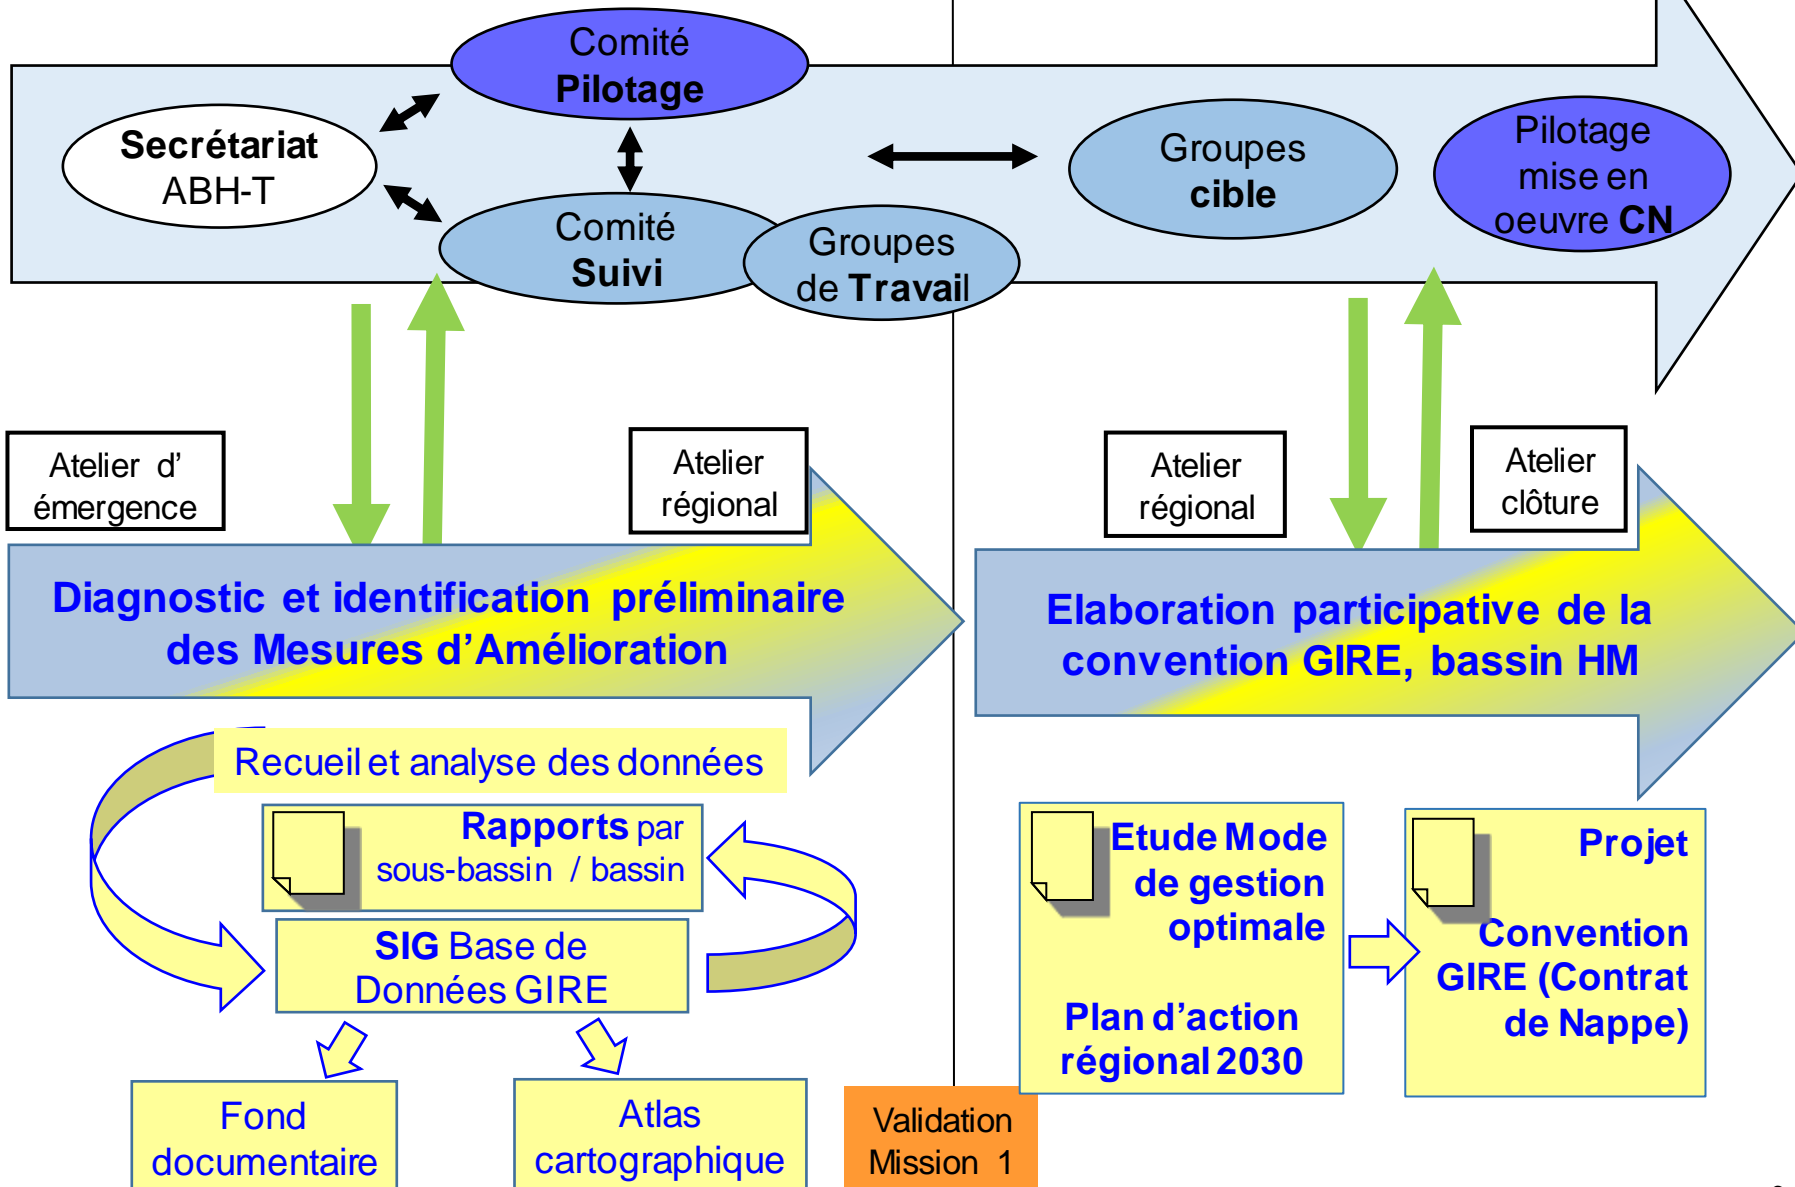 Comité
Pilotage
Secrétariat
ABH-T
Comité
Suivi
Groupes
de Travail
Groupes
cible
Pilotage
mise en
oeuvre CN
Atelier d'
émergence
Atelier
régional
Atelier
régional
Atelier
clôture
Diagnostic et identification préliminaire
des Mesures d’Amélioration
Elaboration participative de la
convention GIRE, bassin HM
Recueil et analyse des données
Rapports par
sous-bassin / bassin
SIG Base de
Données GIRE
Fond
documentaire
Atlas
cartographique
Validation
Mission 1
Etude Mode
de gestion
optimale
Plan d’action
régional 2030
Projet
Convention
GIRE (Contrat
de Nappe)